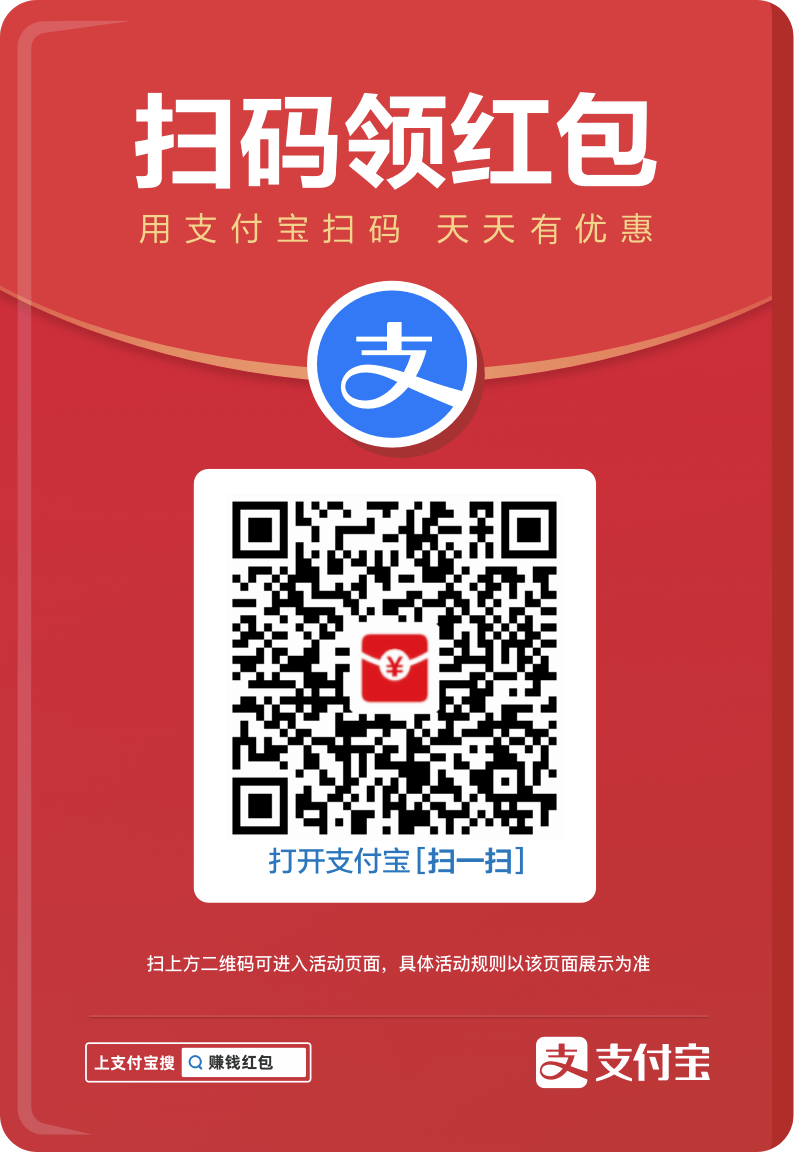 扫码领红包
用支付宝扫码 天天有优惠
支
¥
打开支付宝[扫一扫]
扫上方二维码可进入活动页面，具体活动规则以该页面展示为准
上支付宝搜 赚钱红包
支 支付宝